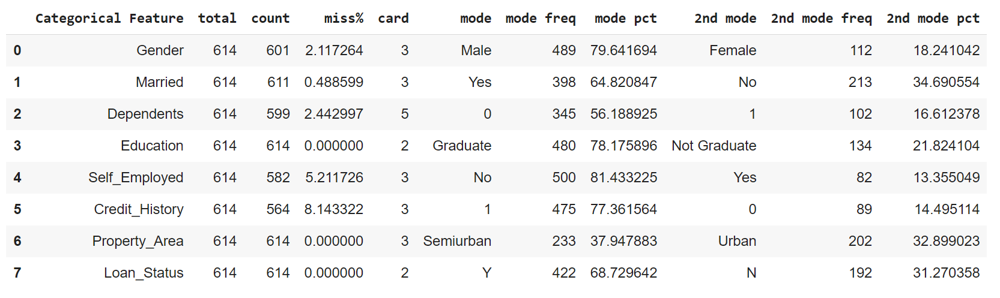 Categorical Feature total count miss% card mode mode freq mode pct 2nd mode 2nd mode freq 2nd mode pct
0 Gender 614 601 2.117264 3 Male 489 79.641694 Female 112 18.241042
1 Married 614 611 0.488599 3 Yes 398 64.820847 No 213 34.690554
2 Dependents 614 599 2.442997 5 0 345 56.188925 1 102 16.612378
3 Education 614 614 0.000000 2 Graduate 480 78.175896 Not Graduate 134 21.824104
4 Self_Employed 614 582 5.211726 3 No 500 81.433225 Yes 82 13.355049
5 Credit_History 614 564 8.143322 3 1 475 77.361564 0 89 14.495114
6 Property_Area 614 614 0.000000 3 Semiurban 233 37.947883 Urban 202 32.899023
7 Loan_Status 614 614 0.000000 2 Y 422 68.729642 N 192 31.270358